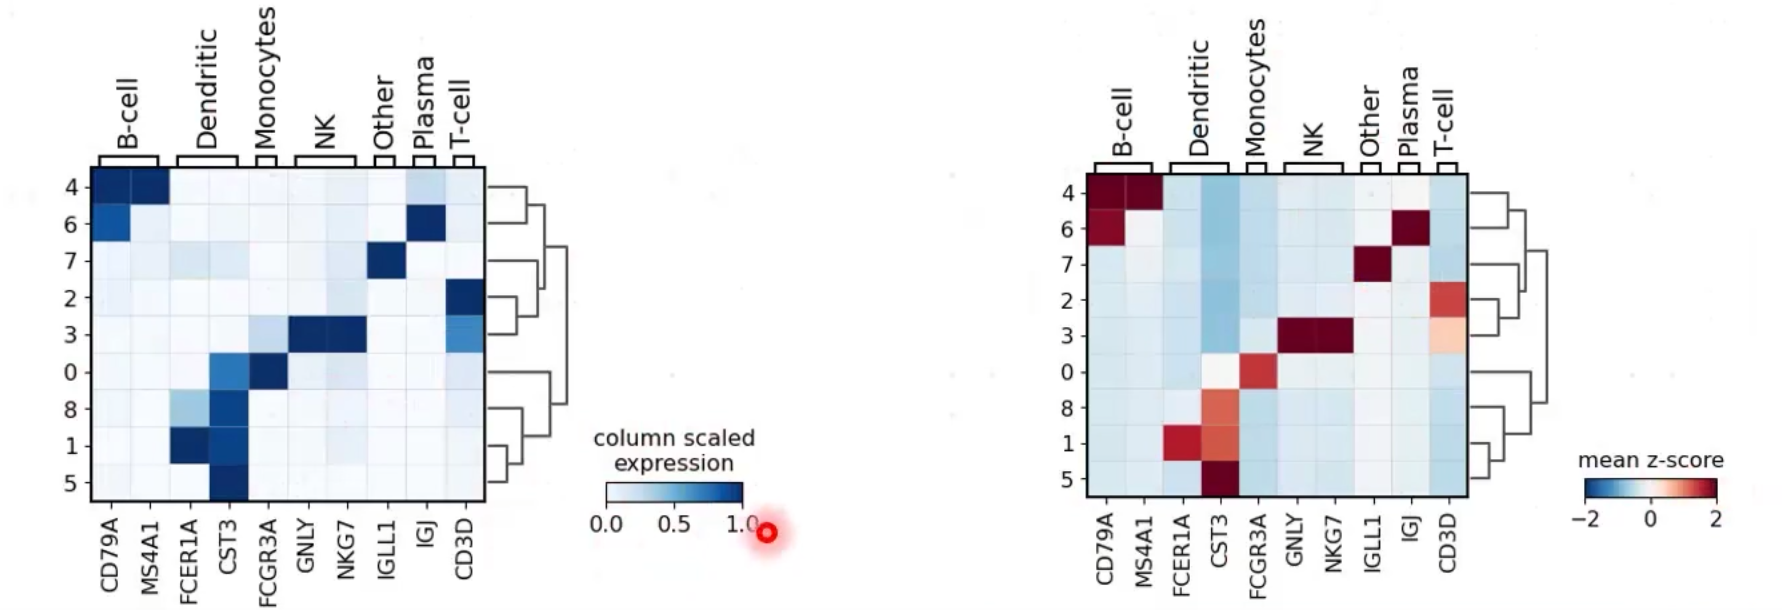 B-cell
Dendritic
Monocytes
NK
Other
Plasma
T-cell
4
6
7
2
3
0
8
1
5
CD79A
MS4A1
FCER1A
CST3
FCGR3A
GNLY
NKG7
IGLL1
IGJ
CD3D
column scaled
expression
0.0 0.5 1.0
B-cell
Dendritic
Monocytes
NK
Other
Plasma
T-cell
4
6
7
2
3
0
8
1
5
CD79A
MS4A1
FCER1A
CST3
FCGR3A
GNLY
NKG7
IGLL1
IGJ
CD3D
mean z-score
−2 0 2